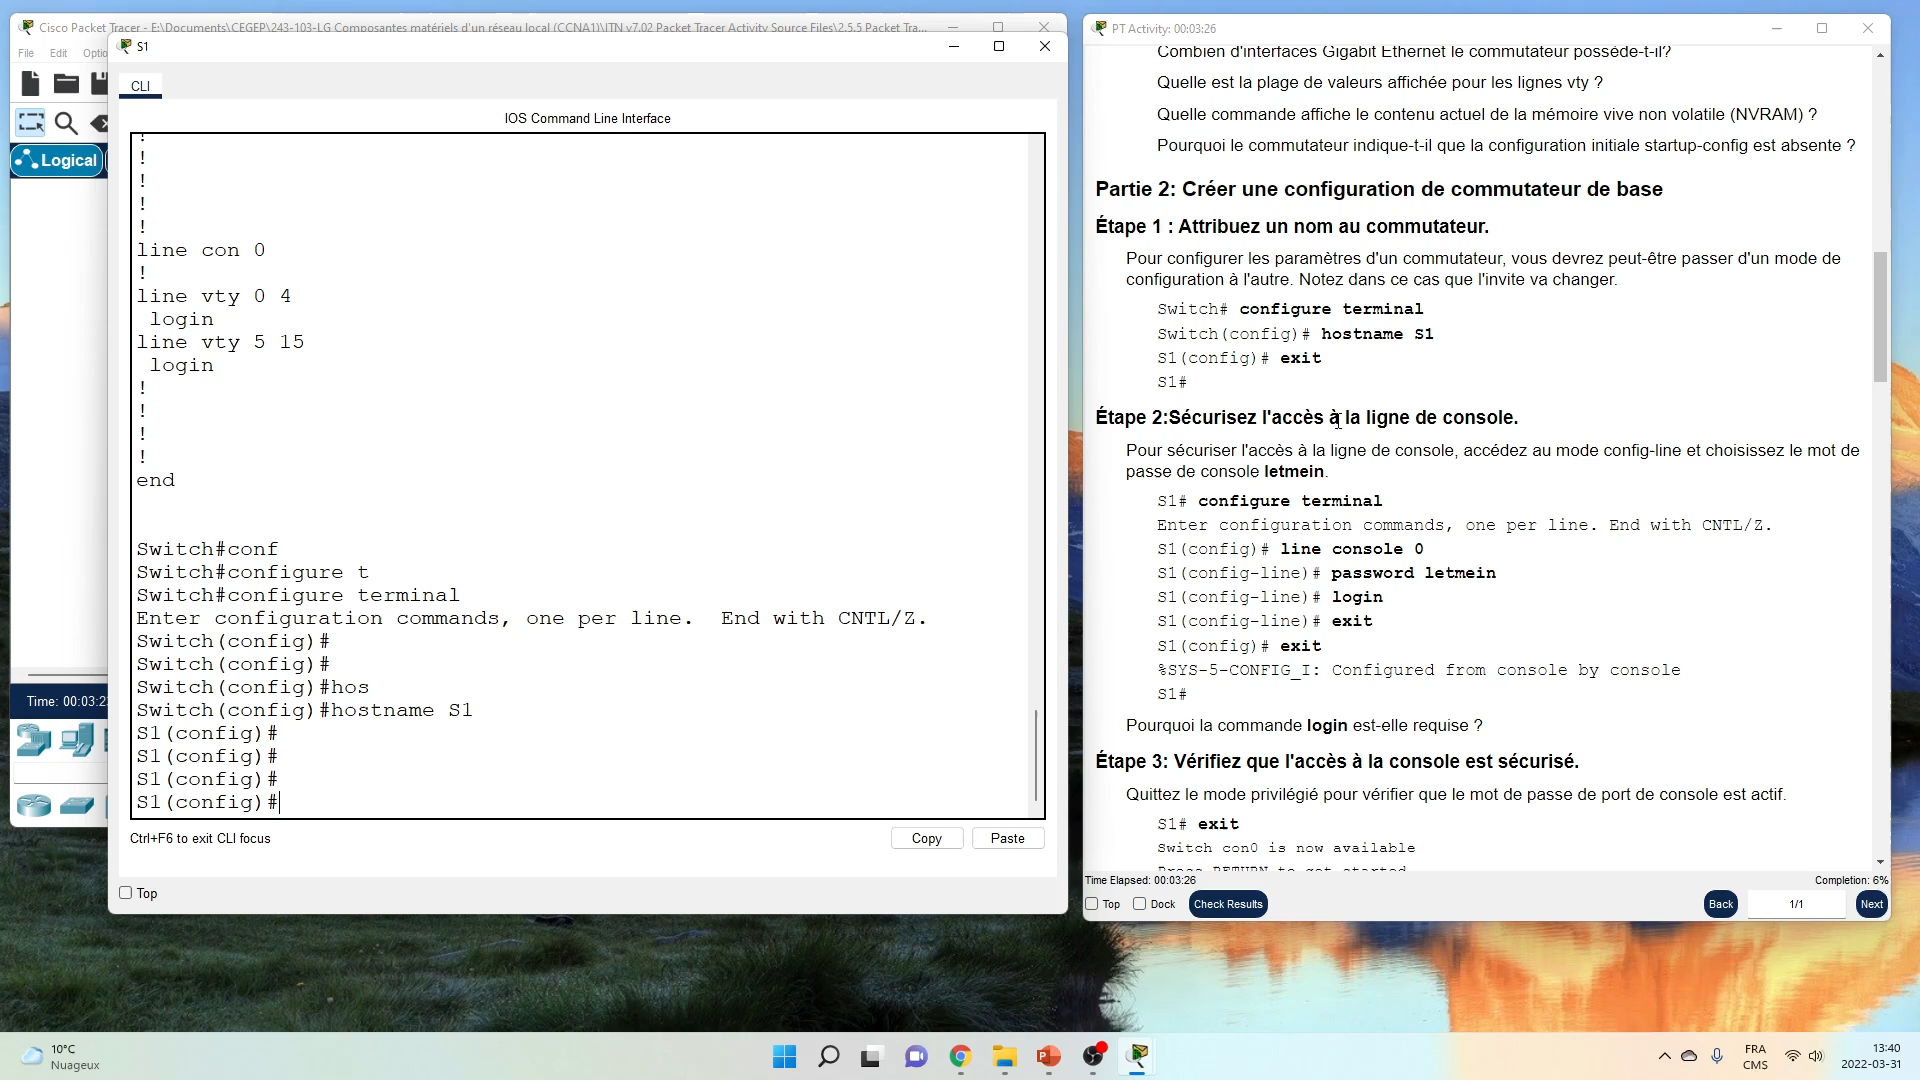 Cisco Packet Tracer - E:\Documents\CEGEP\243-103-LG Composantes matériels d'un réseau local (CCNA1)\ITN v7.02 Packet Tracer Activity Source Files\2.5.5 Packet Tra...
File Edit Optio
Logical
Time: 00:03:2
S1
CLI
IOS Command Line Interface
!
!
!
!
!
line con 0
!
line vty 0 4
login
line vty 5 15
login
!
!
!
!
end
Switch#conf
Switch#configure t
Switch#configure terminal
Enter configuration commands, one per line. End with CNTL/Z.
Switch(config)#
Switch(config)#
Switch(config)#hos
Switch(config)#hostname S1
S1(config)#
S1(config)#
S1(config)#
S1(config)#
Ctrl+F6 to exit CLI focus
Copy
Paste
Top
PT Activity: 00:03:26
Combien d'interfaces Gigabit Ethernet le commutateur possède-t-il?
Quelle est la plage de valeurs affichée pour les lignes vty ?
Quelle commande affiche le contenu actuel de la mémoire vive non volatile (NVRAM) ?
Pourquoi le commutateur indique-t-il que la configuration initiale startup-config est absente ?
Partie 2: Créer une configuration de commutateur de base
Étape 1 : Attribuez un nom au commutateur.
Pour configurer les paramètres d'un commutateur, vous devrez peut-être passer d'un mode de
configuration à l'autre. Notez dans ce cas que l'invite va changer.
Switch# configure terminal
Switch(config)# hostname S1
S1(config)# exit
S1#
Étape 2:Sécurisez l'accès à la ligne de console.
Pour sécuriser l'accès à la ligne de console, accédez au mode config-line et choisissez le mot de
passe de console letmein.
S1# configure terminal
Enter configuration commands, one per line. End with CNTL/Z.
S1(config)# line console 0
S1(config-line)# password letmein
S1(config-line)# login
S1(config-line)# exit
S1(config)# exit
%SYS-5-CONFIG_I: Configured from console by console
S1#
Pourquoi la commande login est-elle requise ?
Étape 3: Vérifiez que l'accès à la console est sécurisé.
Quittez le mode privilégié pour vérifier que le mot de passe de port de console est actif.
S1# exit
Switch con0 is now available
Press RETURN to get started
Time Elapsed: 00:03:26
Completion: 6%
Top
Dock
Check Results
Back
1/1
Next
10°C
Nuageux
FRA
CMS
13:40
2022-03-31